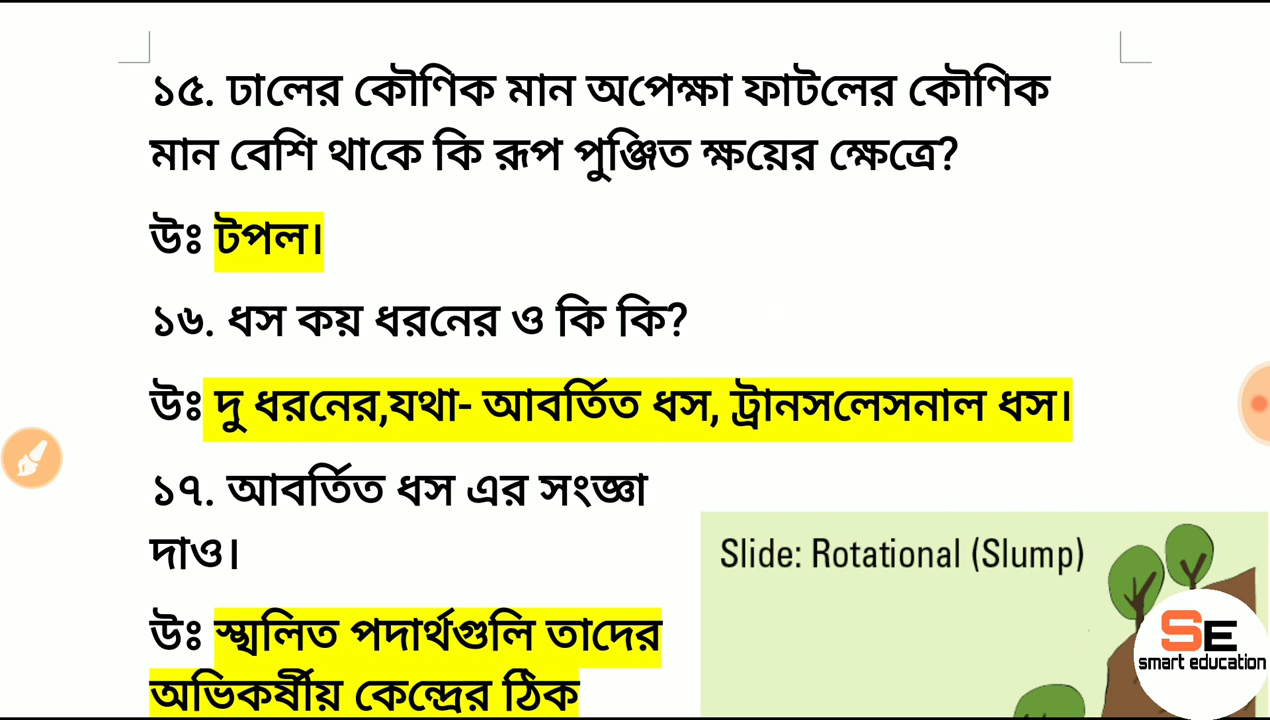 ১৫. ঢালের কৌণিক মান অপেক্ষা ফাটলের কৌণিক
মান বেশি থাকে কি রূপ পুঞ্জিত ক্ষয়ের ক্ষেত্রে?
উঃ টপল।
১৬. ধস কয় ধরনের ও কি কি?
উঃ দু ধরনের,যথা- আবর্তিত ধস, ট্রানসলেসনাল ধস।
১৭. আবর্তিত ধস এর সংজ্ঞা
দাও।
Slide: Rotational (Slump)
উঃ স্খলিত পদার্থগুলি তাদের
অভিকর্ষীয় কেন্দ্রের ঠিক
SE
smart education